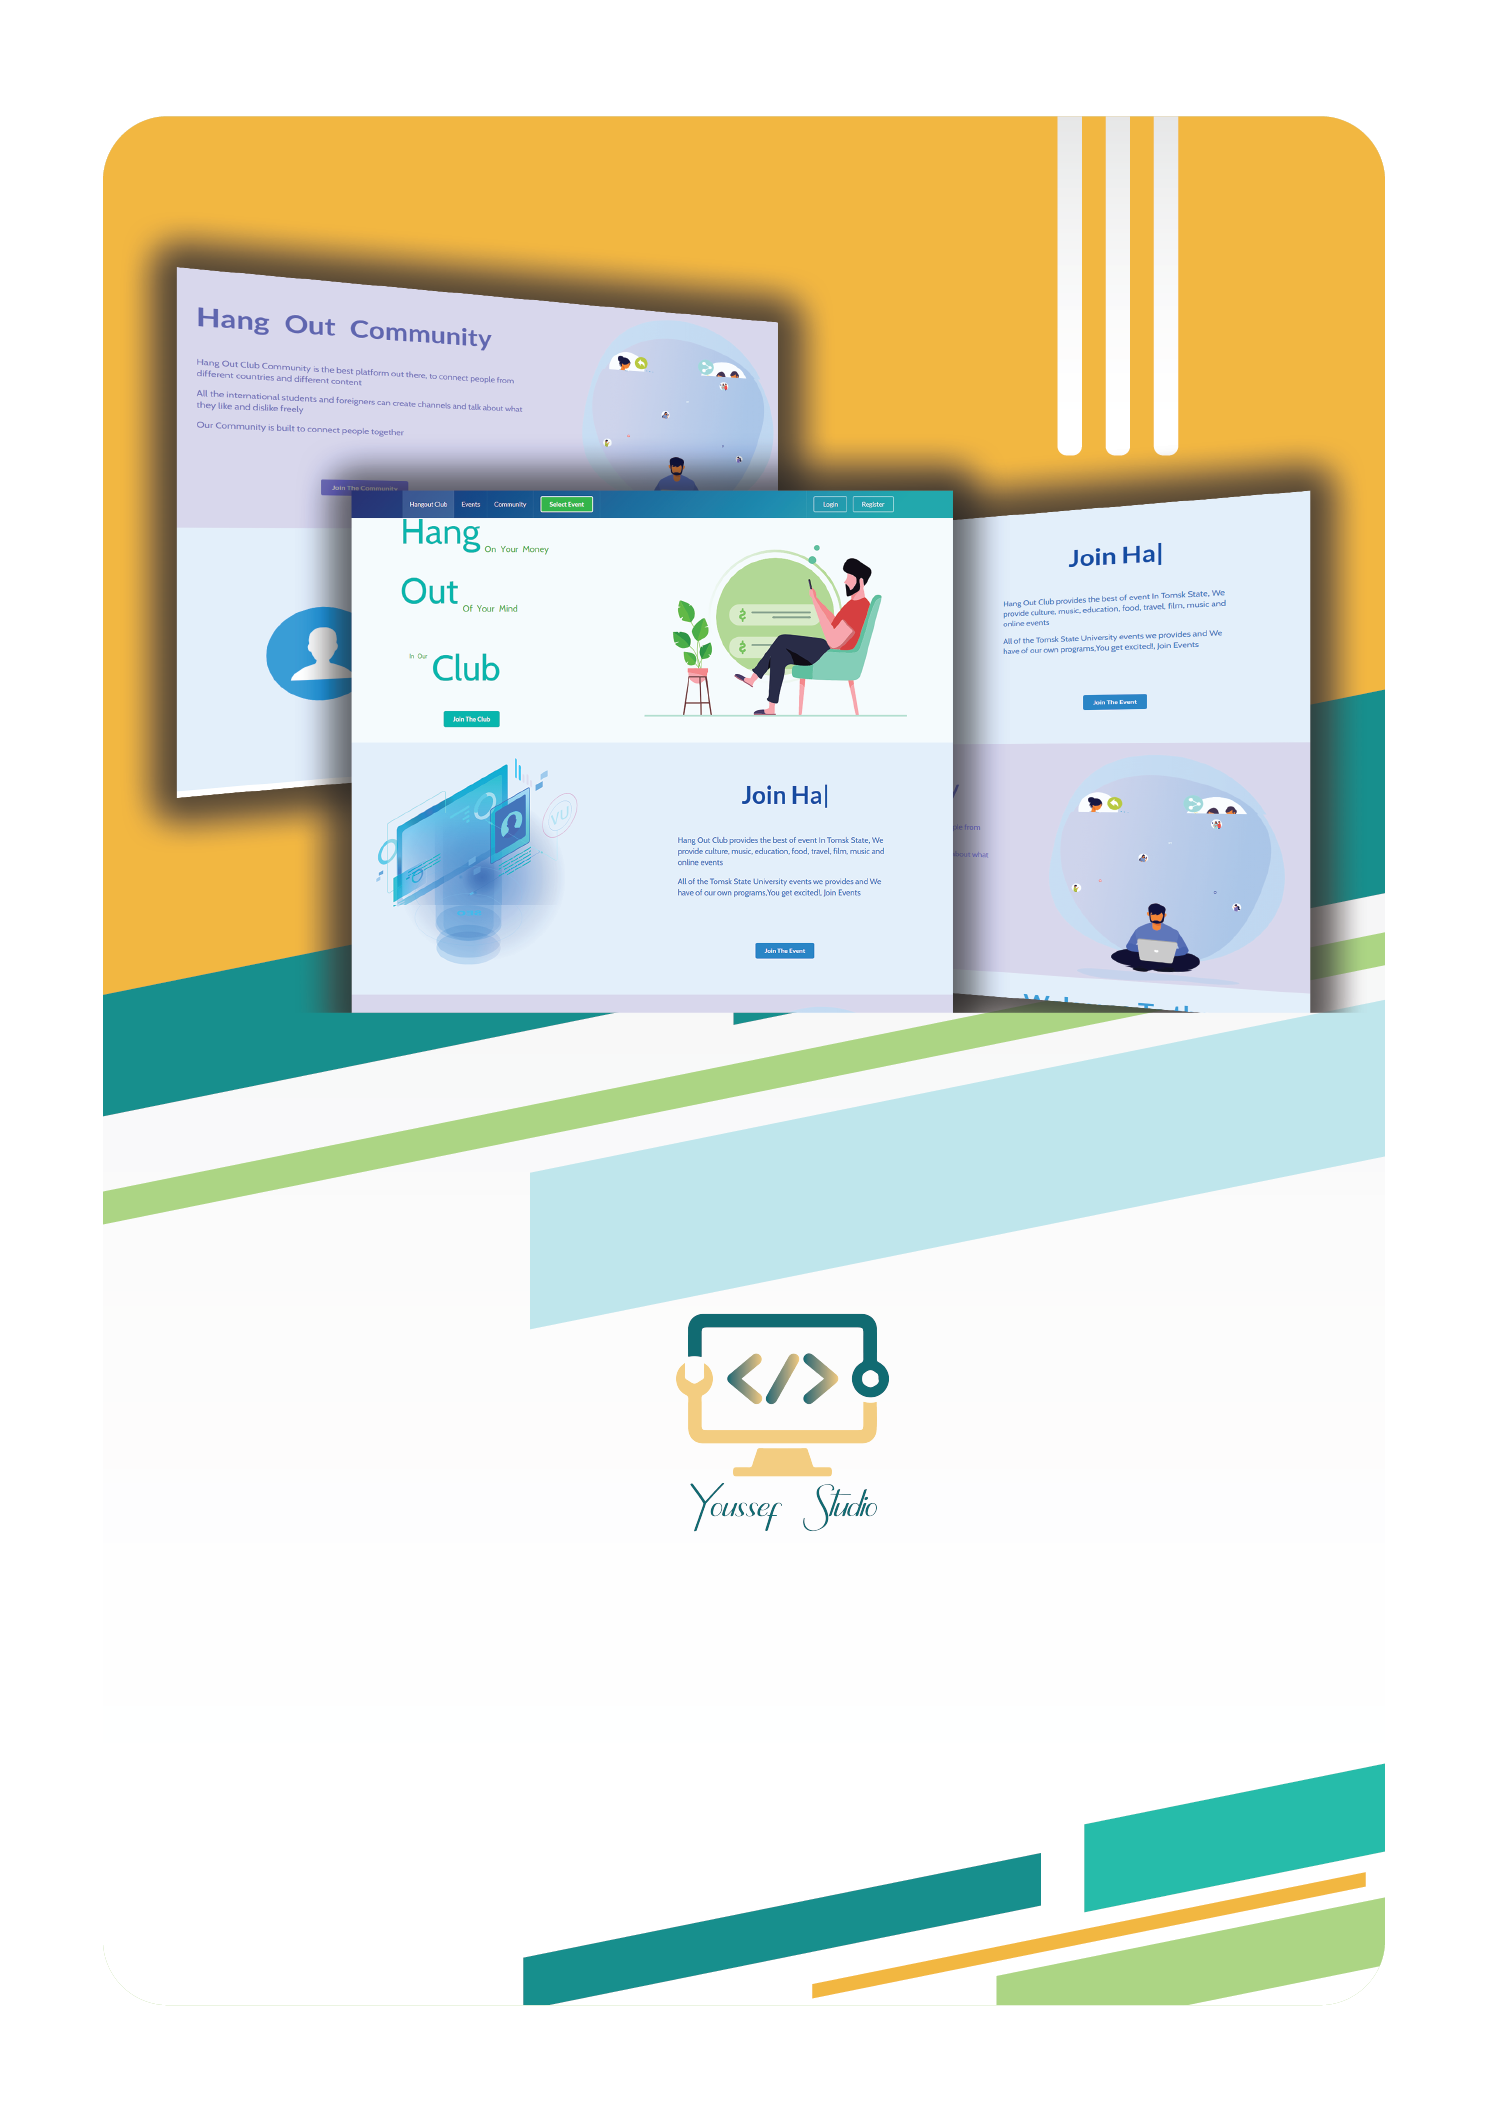 Hang Out Community
Hang Out Club Community is the best platform out there, to connect people from
different countries and different content
All the international students and foreigners can create channels and talk about what
they like and dislike freely
Our Community is built to connect people together
Join The Community
Hangout Club Events Community Select Event Login Register
Hang On Your Money
Out Of Your Mind
In Our Club
Join The Club
Join Ha|
Hang Out Club provides the best of event In Tomsk State, We
provide culture, music, education, food, travel, film, music and
online events
All of the Tomsk State University events we provides and We
have of our own programs,You get excited!, Join Events
Join The Event
VU
Join Ha|
Hang Out Club provides the best of event In Tomsk State, We
provide culture, music, education, food, travel, film, music and
online events
All of the Tomsk State University events we provides and We
have of our own programs,You get excited!, Join Events
Join The Event
from
about what
</>
Youssef Studio